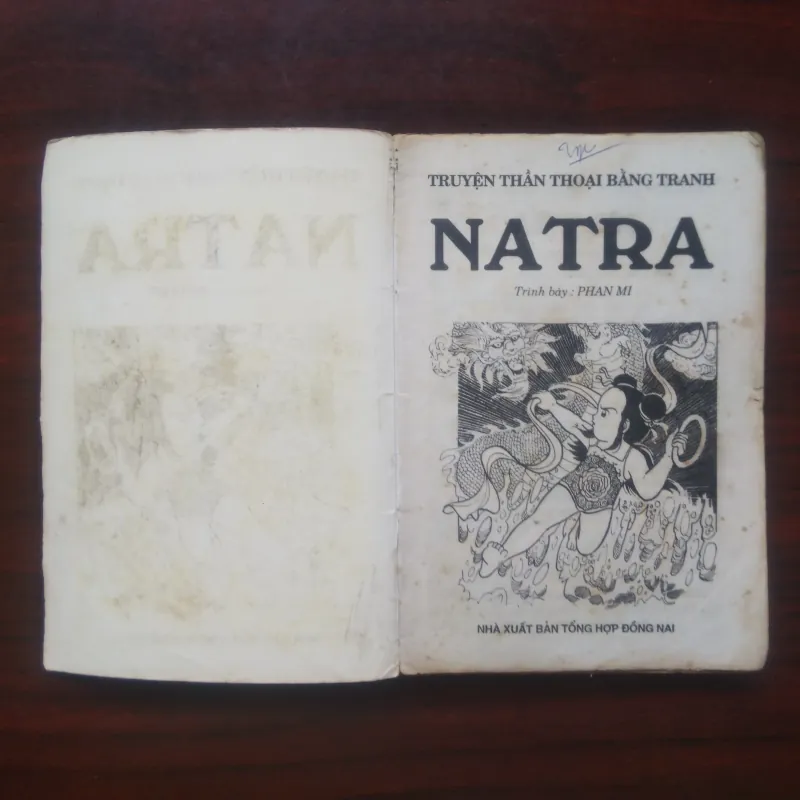 TRUYỆN THẦN THOẠI BẰNG TRANH
NATRA
Trình bày : PHAN MI
NHÀ XUẤT BẢN TỔNG HỢP ĐỒNG NAI